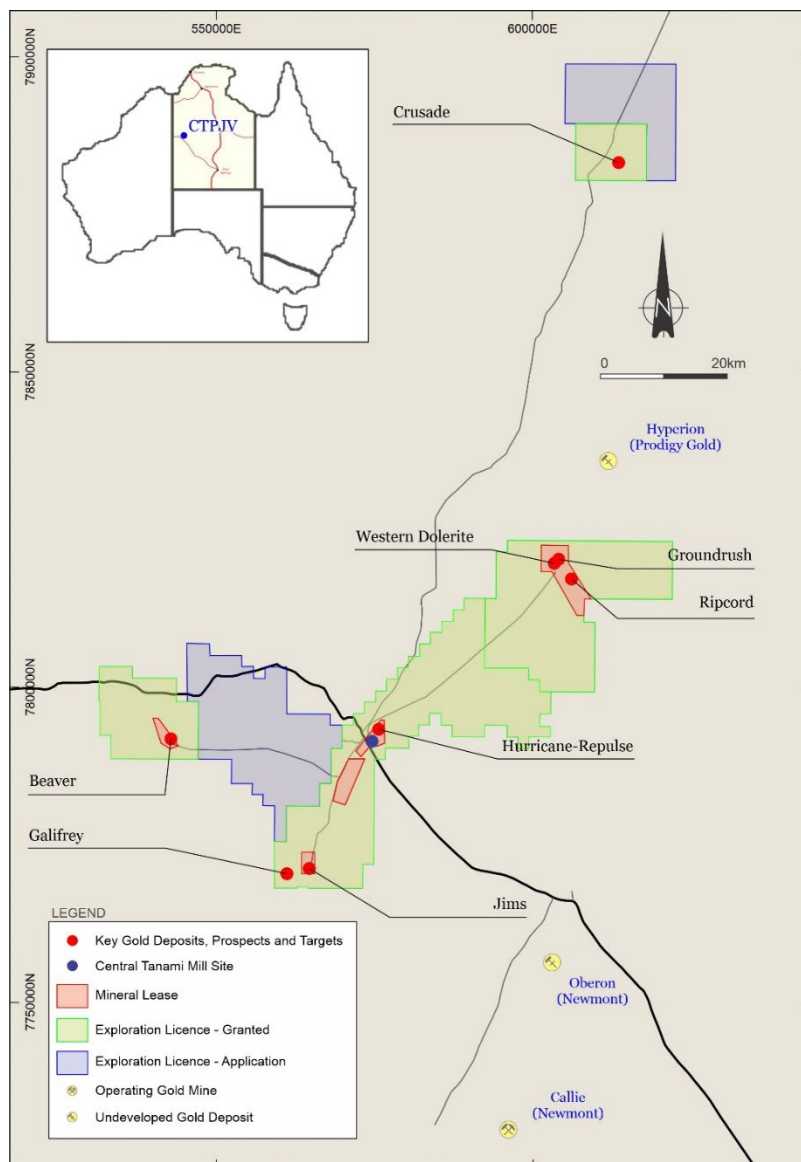 550000E
600000E
7900000N
7850000N
7800000N
7750000N
CTPJV
Crusade
N
0
20km
Hyperion
(Prodigy Gold)
Western Dolerite
Groundrush
Ripcord
Hurricane-Repulse
Beaver
Galifrey
Jims
Oberon
(Newmont)
Callie
(Newmont)
LEGEND
Key Gold Deposits, Prospects and Targets
Central Tanami Mill Site
Mineral Lease
Exploration Licence - Granted
Exploration Licence - Application
Operating Gold Mine
Undeveloped Gold Deposit